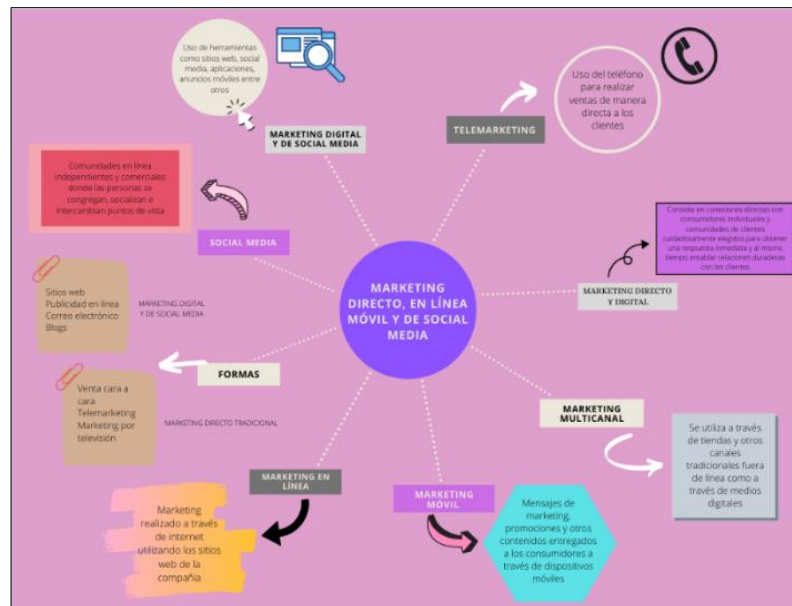 Uso de herramientas
como sitios web, social
media, aplicaciones,
anuncios móviles entre
otros
MARKETING DIGITAL
Y DE SOCIAL MEDIA
TELEMARKETING
Uso del teléfono
para realizar
ventas de manera
directa a los
clientes
Comunidades en línea
independientes y comerciales
donde las personas se
congregan, socializan e
intercambian puntos de vista.
SOCIAL MEDIA
Consiste en conexiones directas con
consumidores individuales y
comunidades de clientes
cuidadosamente elegidos para obtener
una respuesta inmediata y al mismo
tiempo entablar relaciones duraderas
con los clientes.
MARKETING DIRECTO
Y DIGITAL
MARKETING
DIRECTO, EN LÍNEA
MÓVIL Y DE SOCIAL
MEDIA
Sitios web
Publicidad en línea
Correo electrónico
Blogs
MARKETING DIGITAL
Y DE SOCIAL MEDIA
FORMAS
Venta cara a
cara
Telemarketing
Marketing por
televisión
MARKETING DIRECTO TRADICIONAL
MARKETING
MULTICANAL
Se utiliza a través
de tiendas y otros
canales
tradicionales fuera
de línea como a
través de medios
digitales
MARKETING EN
LÍNEA
Marketing
realizado a través
de internet
utilizando los sitios
web de la
compañia
MARKETING
MÓVIL
Mensajes de
marketing,
promociones y otros
contenidos entregados
a los consumidores a
través de dispositivos
móviles